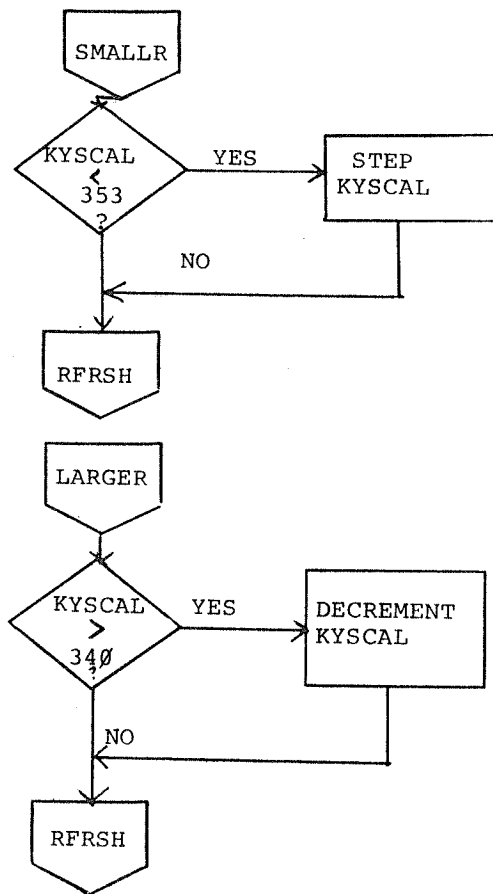 SMALLR
KYSCAL
<
353
?
YES
STEP
KYSCAL
NO
RFRSH
LARGER
KYSCAL
>
34Ø
?
YES
DECREMENT
KYSCAL
NO
RFRSH